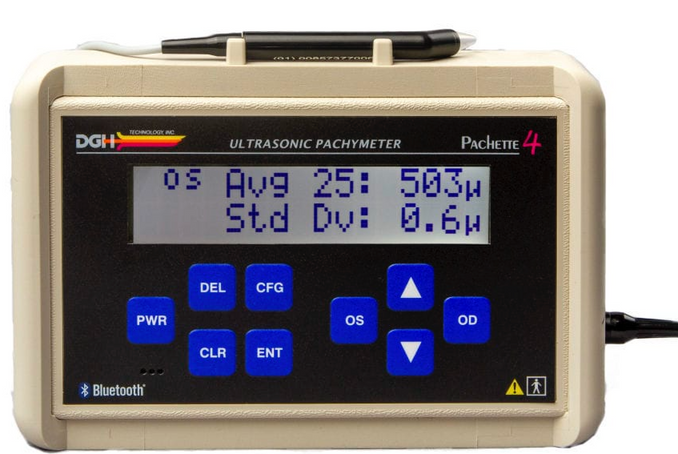 DGH TECHNOLOGY, INC.
ULTRASONIC PACHYMETER
PACHETTE 4
OS Avg 25: 503µ
Std Dv: 0.6µ
DEL CFG
PWR OS OD
CLR ENT
Bluetooth